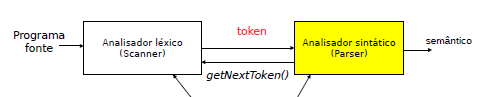 Programa
fonte
Analisador léxico
(Scanner)
token
getNextToken()
Analisador sintático
(Parser)
semântico